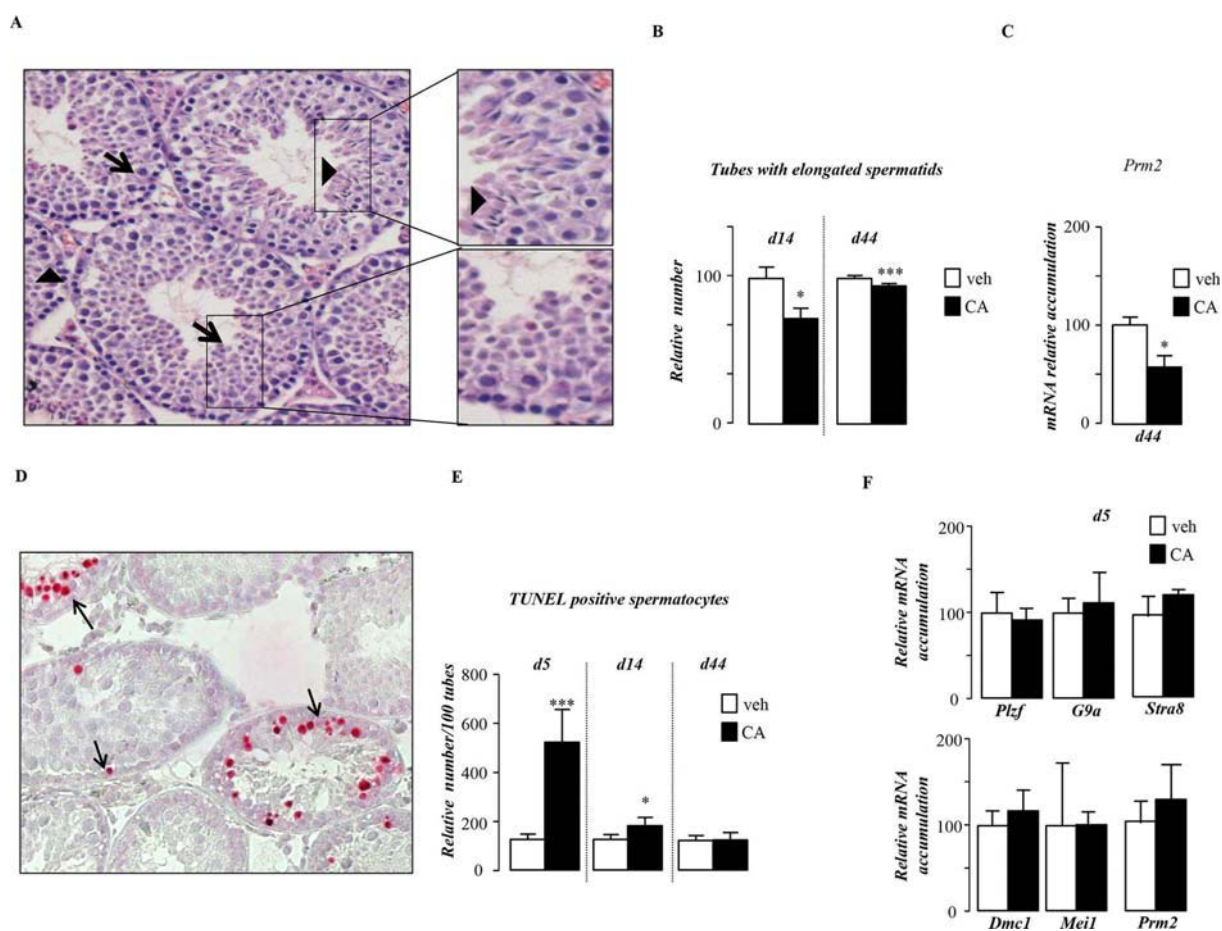 A
B
C
Tubes with elongated spermatids
Prm2
d14
d44
200
100
0
Relative number
*
***
veh
CA
mRNA relative accumulation
100
0
*
d44
veh
CA
D
E
F
TUNEL positive spermatocytes
d5
d14
d44
800
600
400
200
0
Relative number/100 tubes
***
*
veh
CA
d5
200
100
0
Relative mRNA
accumulation
veh
CA
Plzf
G9a
Stra8
200
100
0
Relative mRNA
accumulation
Dmc1
Mei1
Prm2